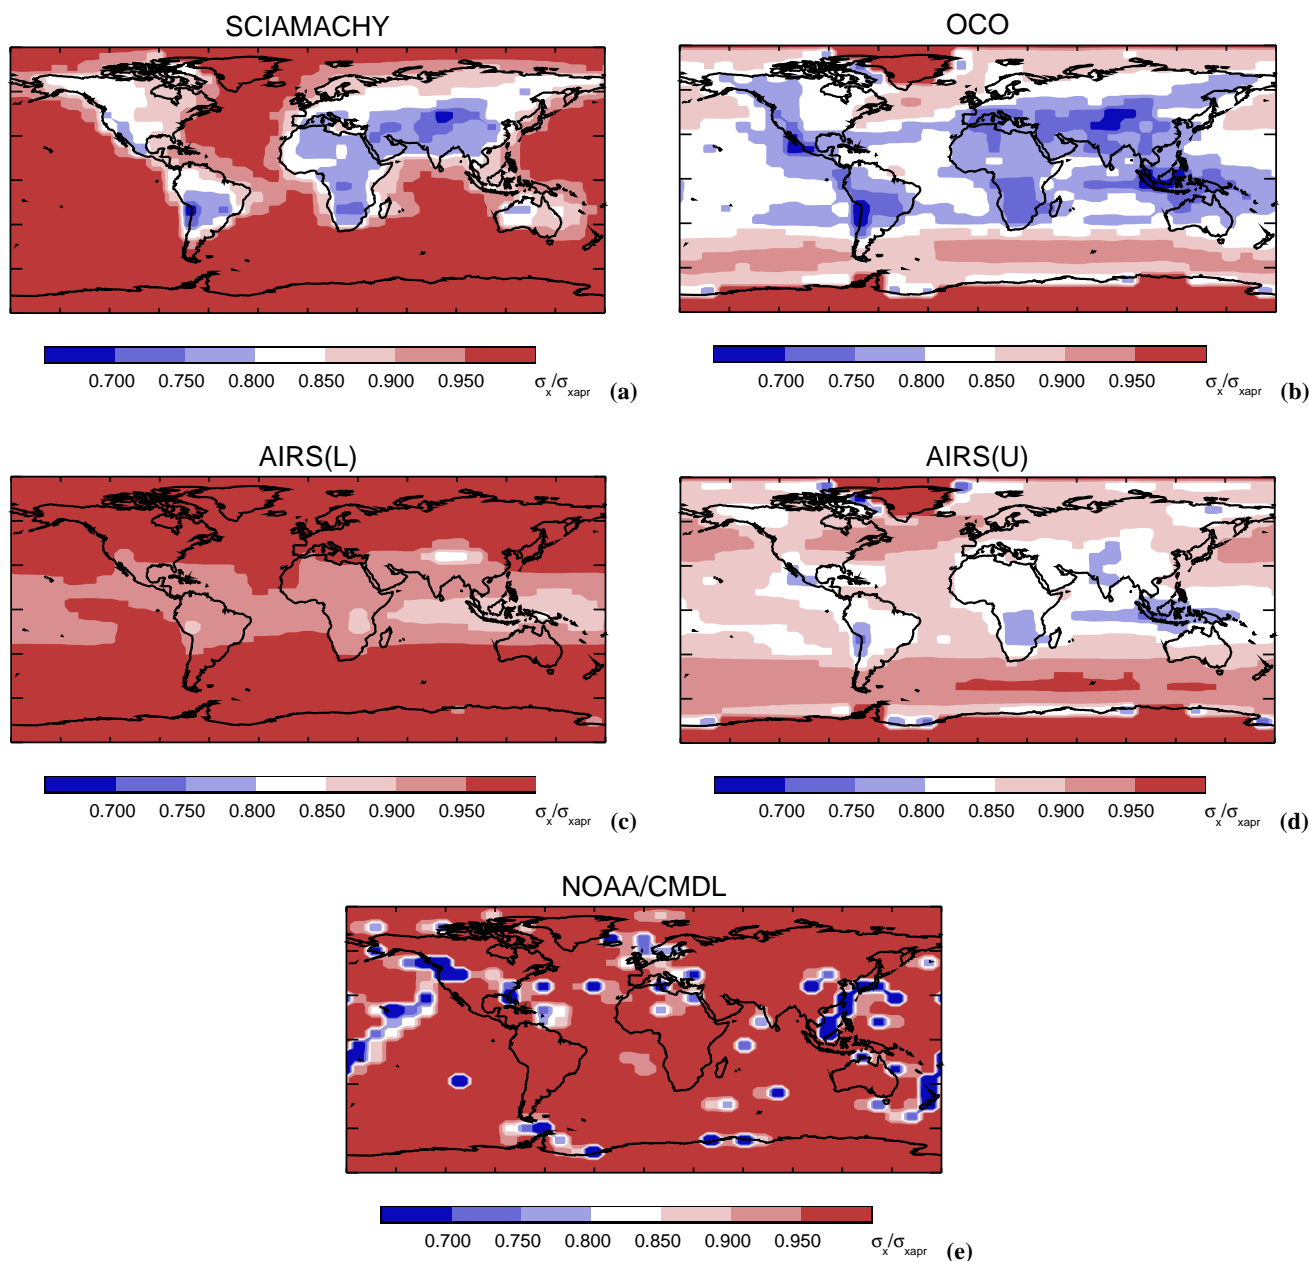 SCIAMACHY
OCO
0.700 0.750 0.800 0.850 0.900 0.950 σx/σxapr (a)
0.700 0.750 0.800 0.850 0.900 0.950 σx/σxapr (b)
AIRS(L)
AIRS(U)
0.700 0.750 0.800 0.850 0.900 0.950 σx/σxapr (c)
0.700 0.750 0.800 0.850 0.900 0.950 σx/σxapr (d)
NOAA/CMDL
0.700 0.750 0.800 0.850 0.900 0.950 σx/σxapr (e)